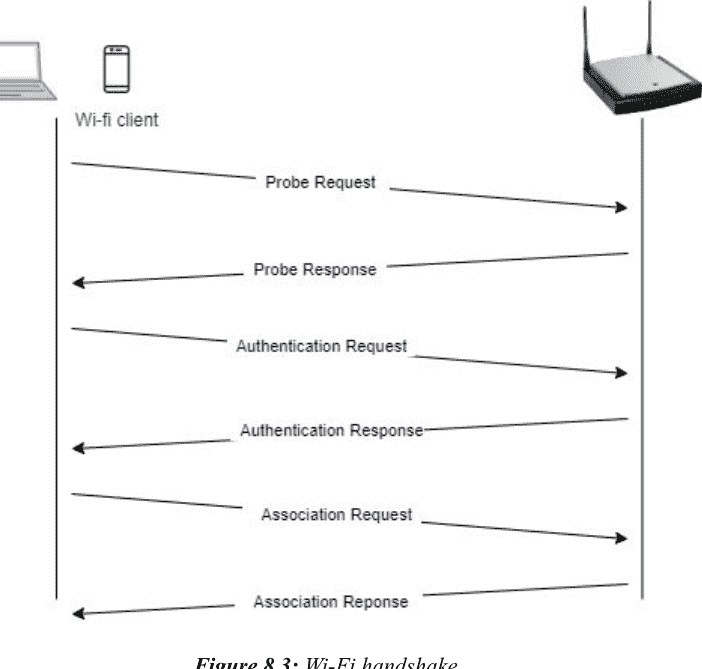 Wi-fi client
Probe Request
Probe Response
Authentication Request
Authentication Response
Association Request
Association Reponse
Figure 8.3: Wi-Fi handshake